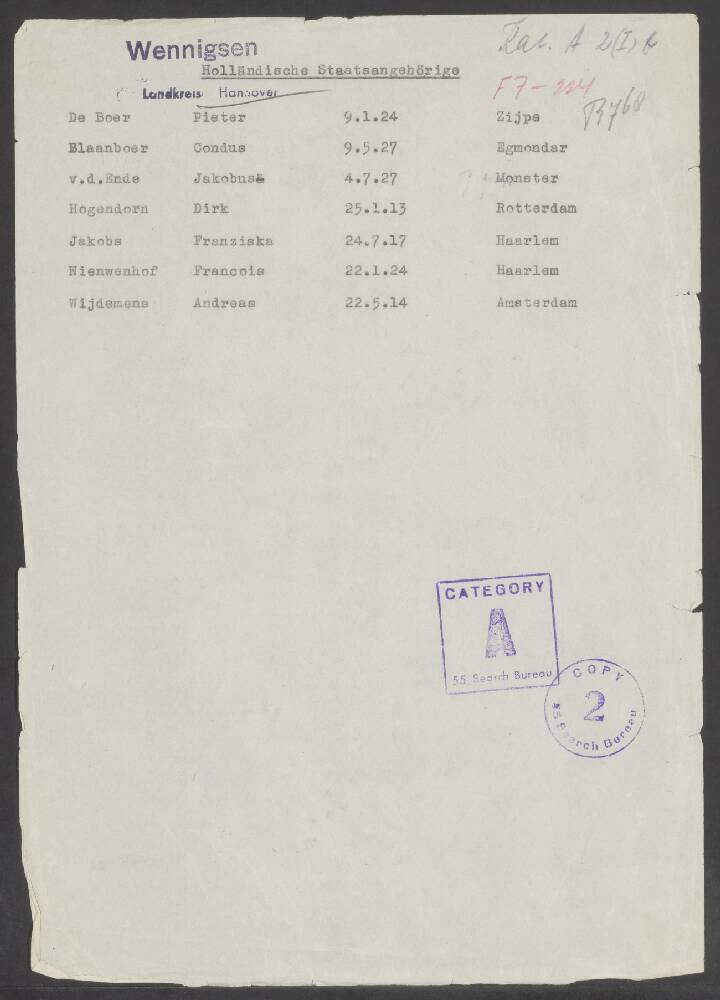 Wennigsen
Holländische Staatsangehörige
Landkreis Hannover
Kat. A 2(I)
F7-224
B768
De Boer Pieter 9.1.24 Zijpe
Blaanboer Condus 9.5.27 Egmondar
v.d.Ende Jakobus 4.7.27 Monster
Hogendorn Dirk 25.1.13 Rotterdam
Jakobs Franziska 24.7.17 Haarlem
Nienwenhof Francois 22.1.24 Haarlem
Wijdemens Andreas 22.5.14 Amsterdam
CATEGORY
A
55 Search Bureau
COPY
2
55 Search Bureau